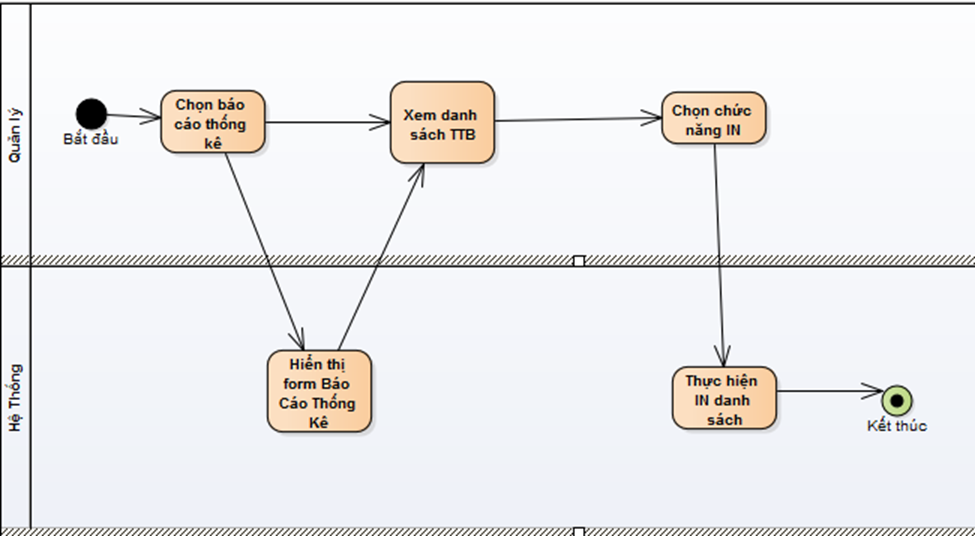 Quản lý
Bắt đầu
Chọn báo
cáo thống
kê
Xem danh
sách TTB
Chọn chức
năng IN
Hệ Thống
Hiển thị
form Báo
Cáo Thống
Kê
Thực hiện
IN danh
sách
Kết thúc